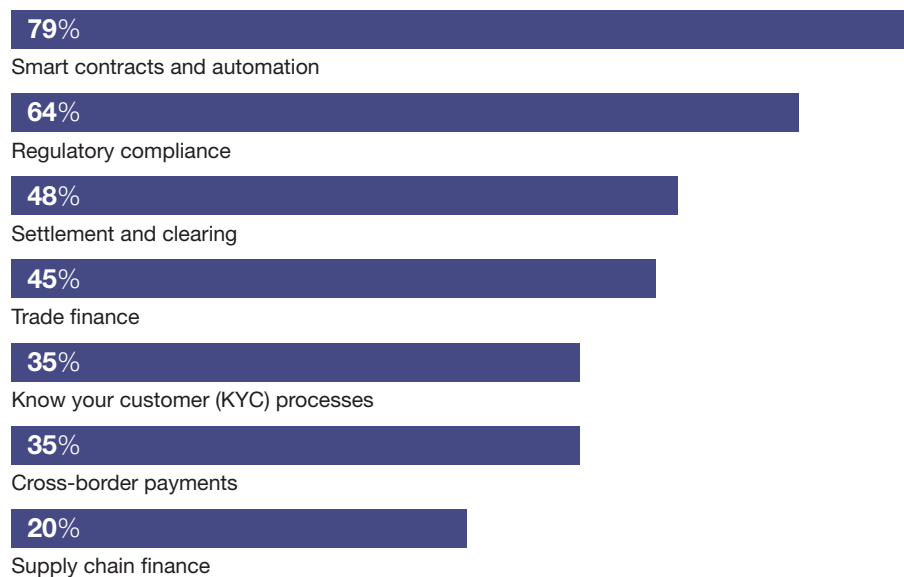 79%
Smart contracts and automation
64%
Regulatory compliance
48%
Settlement and clearing
45%
Trade finance
35%
Know your customer (KYC) processes
35%
Cross-border payments
20%
Supply chain finance